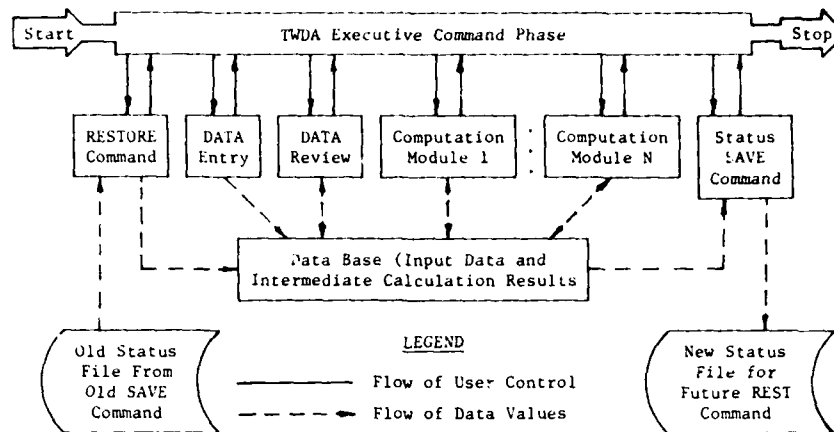 Start
TWDA Executive Command Phase
Stop
RESTORE
Command
DATA
Entry
DATA
Review
Computation
Module 1
Computation
Module N
Status
SAVE
Command
Data Base (Input Data and
Intermediate Calculation Results
Old Status
File From
Old SAVE
Command
LEGEND
Flow of User Control
Flow of Data Values
New Status
File for
Future REST
Command